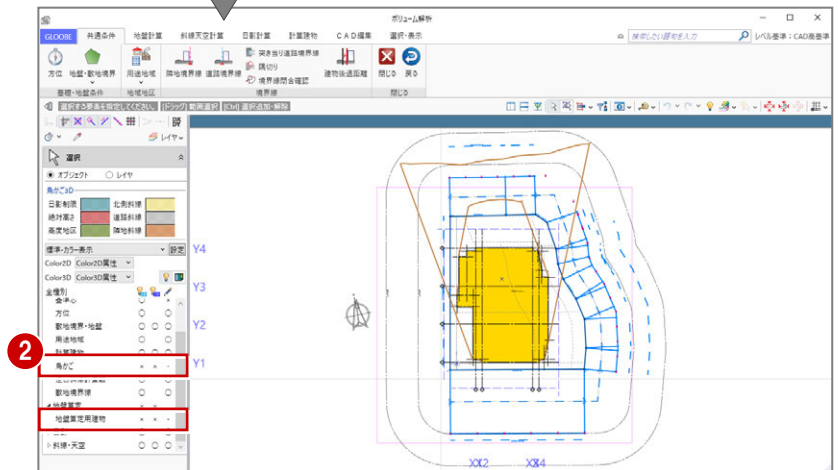 ボリューム解析
GLOOBE 共通条件 地盤計算 斜線天空計算 日影計算 計算建物 CAD編集 選択・表示
検索したい語句を入力 レベル基準:CAD高基準
突き当り道路境界線
隅切り
境界線閉合確認
方位 地盤・敷地境界 用途地域 隣地境界線 道路境界線 建物後退距離 閉じる 戻る
基礎・地盤条件 地域地区 境界線 閉じる
選択する要素を指定してください。 [ドラッグ] 範囲選択 [Ctrl] 選択追加・解除
レイヤ
選択
オブジェクト レイヤ
鳥かご3D
日影制限 北側斜線
絶対高さ 道路斜線
高度地区 隣地斜線
標準・カラー表示 設定
Color2D Color2D属性
Color3D Color3D属性
全種別
方位
敷地境界・地盤
用途地域
計算建物
2
鳥かご
敷地境界線
地盤算定
地盤算定用建物
斜線・天空
Y4
Y3
Y2
Y1